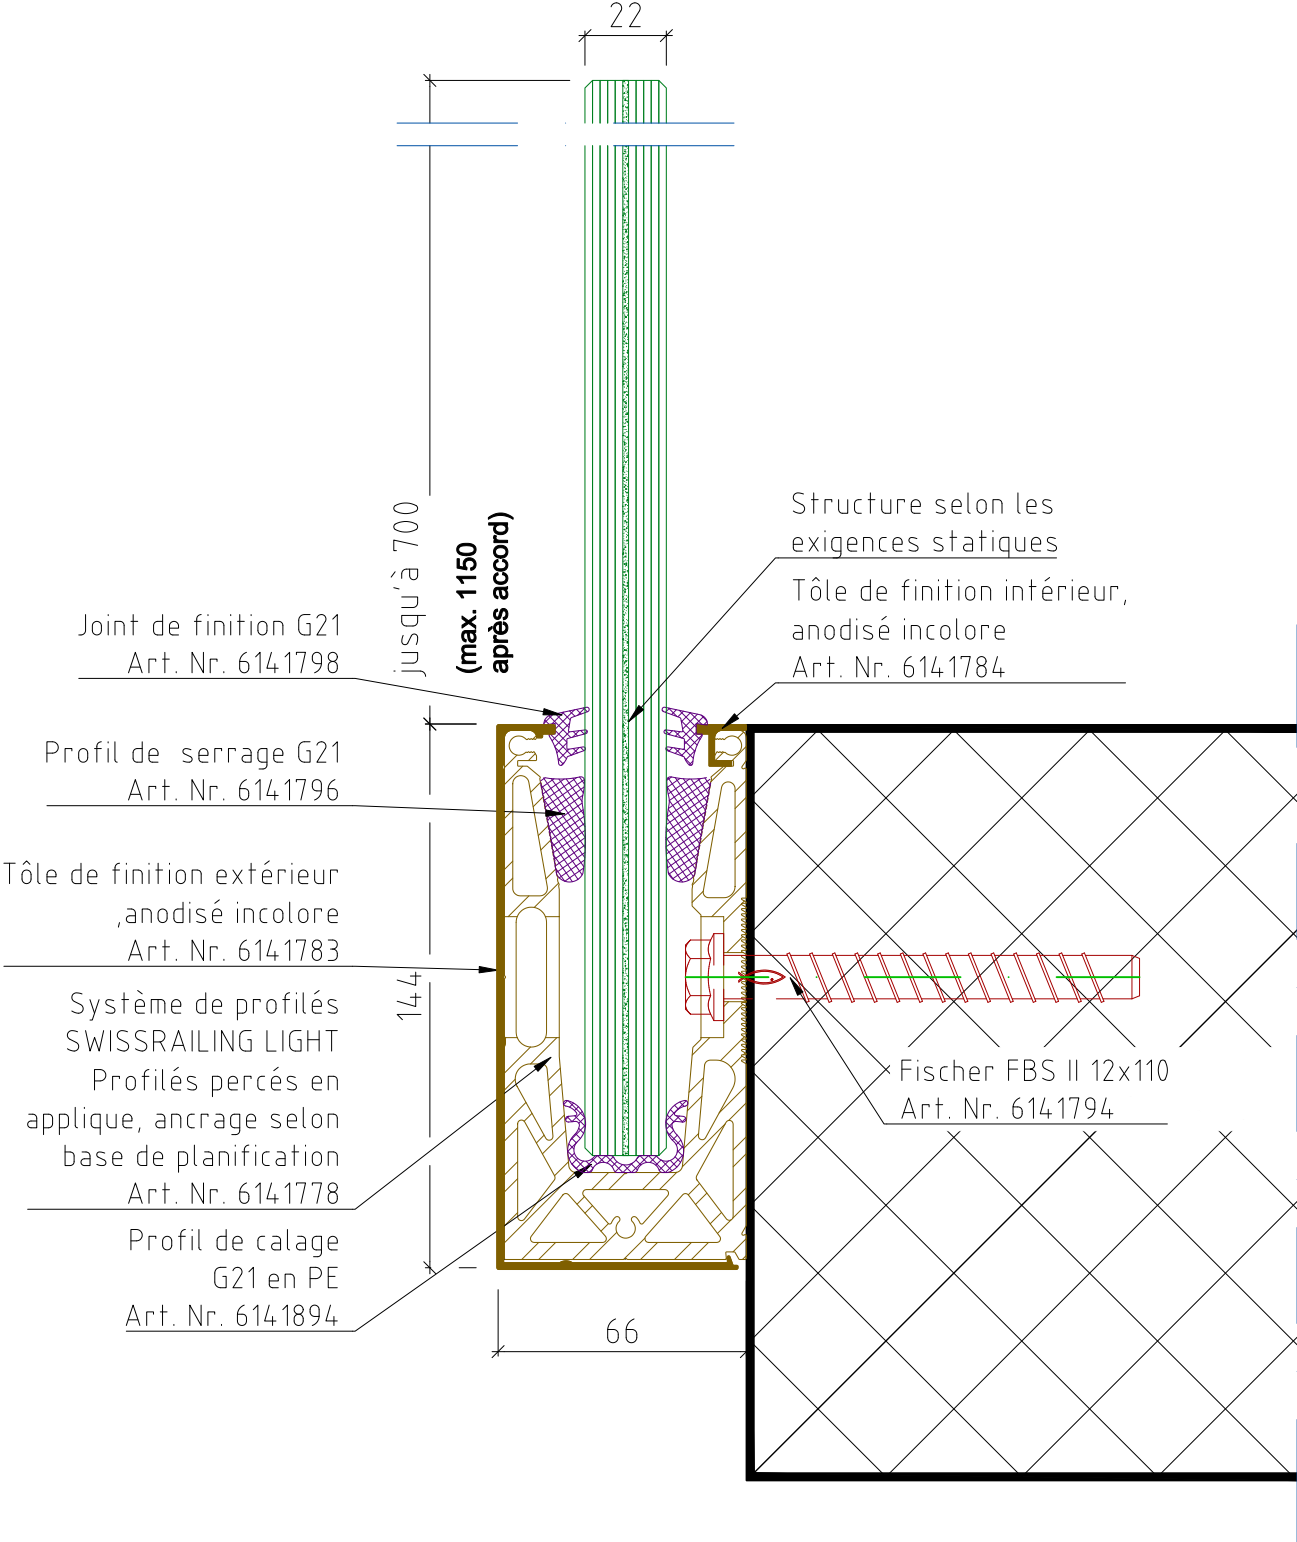 22
jusqu'à 700
(max. 1150
après accord)
Structure selon les
exigences statiques
Tôle de finition intérieur,
anodisé incolore
Art. Nr. 6141784
Joint de finition G21
Art. Nr. 6141798
Profil de serrage G21
Art. Nr. 6141796
Tôle de finition extérieur
,anodisé incolore
Art. Nr. 6141783
144
Système de profilés
SWISSRAILING LIGHT
Profilés percés en
applique, ancrage selon
base de planification
Art. Nr. 6141778
Fischer FBS II 12x110
Art. Nr. 6141794
Profil de calage
G21 en PE
Art. Nr. 6141894
66